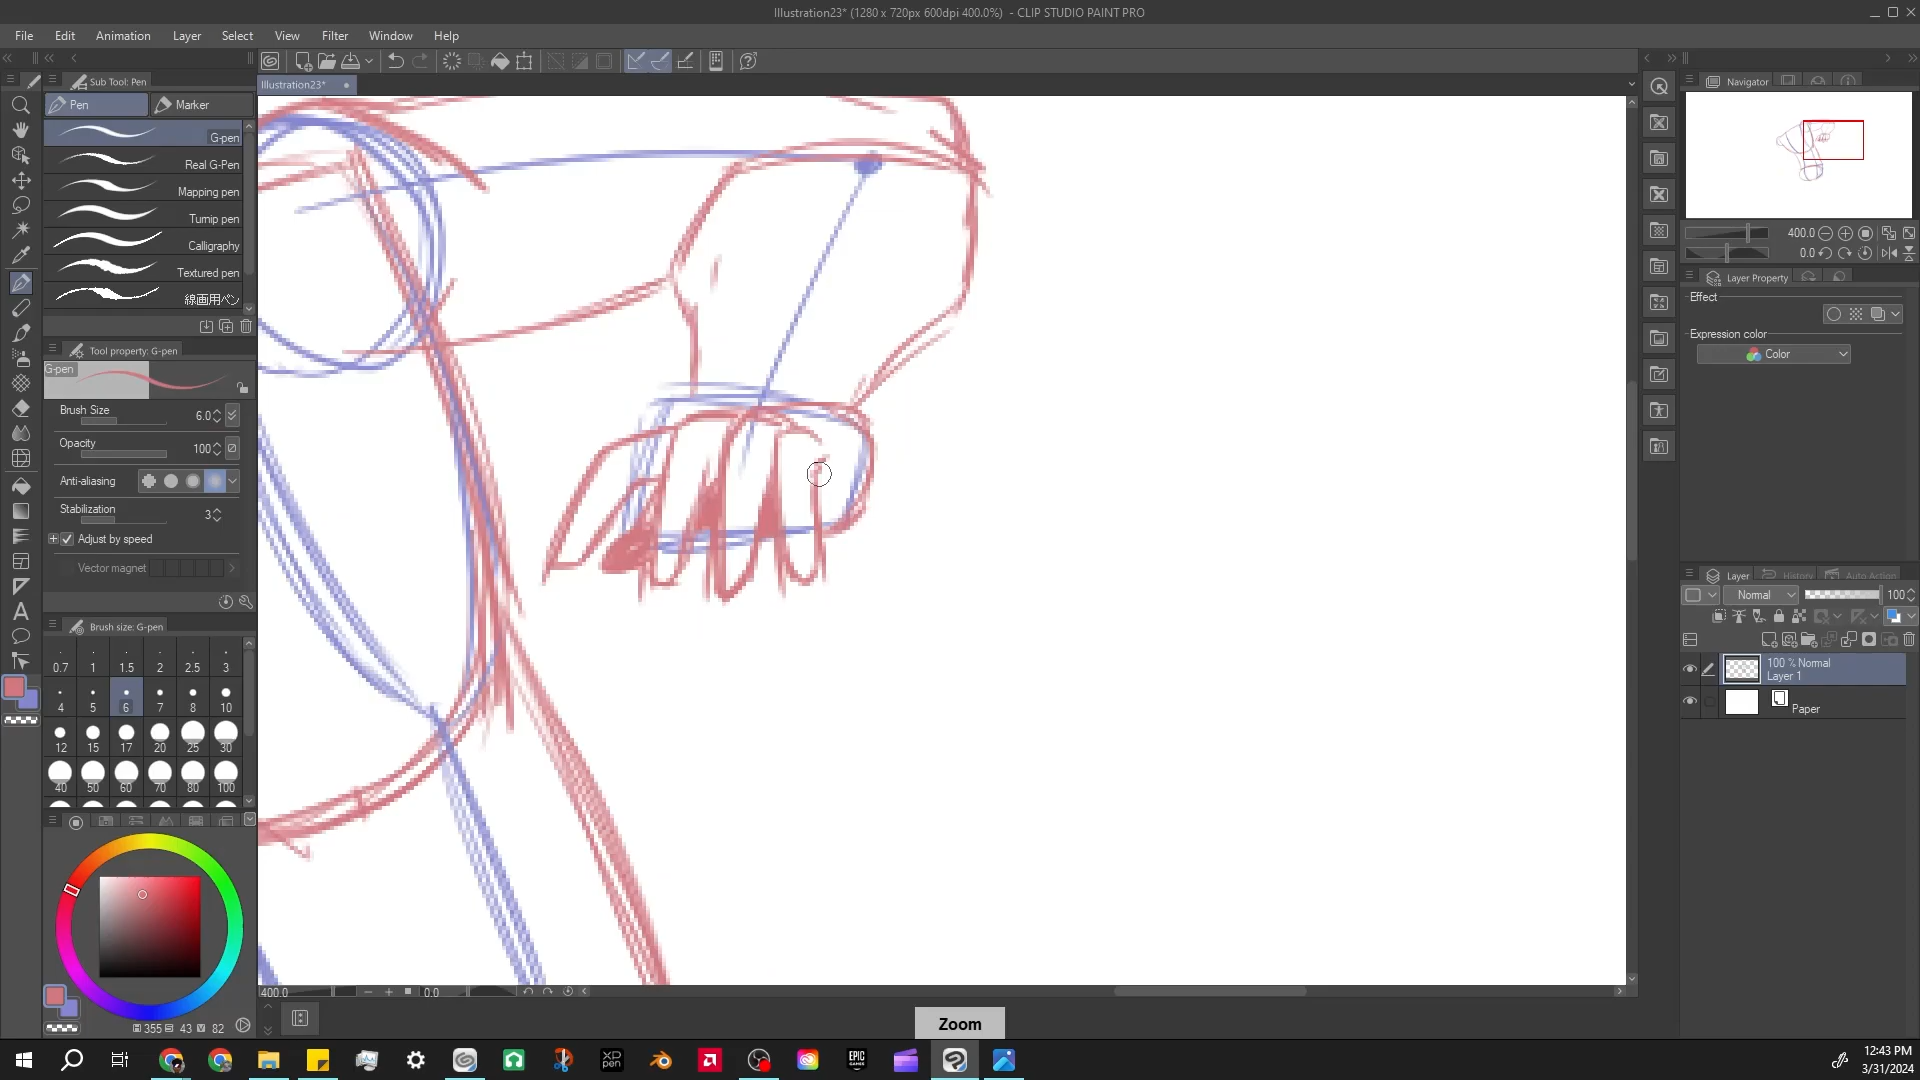 Illustration23* (1280 x 720px 600dpi 400.0%) - CLIP STUDIO PAINT PRO
File Edit Animation Layer Select View Filter Window Help
Sub Tool: Pen
Illustration23*
Navigator
Pen Marker
G-pen
Real G-Pen
Mapping pen
Turnip pen
Calligraphy
Textured pen
線画用ペン
400.0
0.0
Layer Property
Effect
Expression color
Color
Tool property: G-pen
G-pen
Brush Size 6.0
Opacity 100
Anti-aliasing
Stabilization 3
Adjust by speed
Vector magnet
Brush size: G-pen
0.7 1 1.5 2 2.5 3
4 5 6 7 8 10
12 15 17 20 25 30
40 50 60 70 80 100
Layer History Auto Action
Normal 100
100 % Normal
Layer 1
Paper
400.0 0.0
H 355 S 43 V 82
Zoom
XP PEN
EPIC GAMES
12:43 PM
3/31/2024